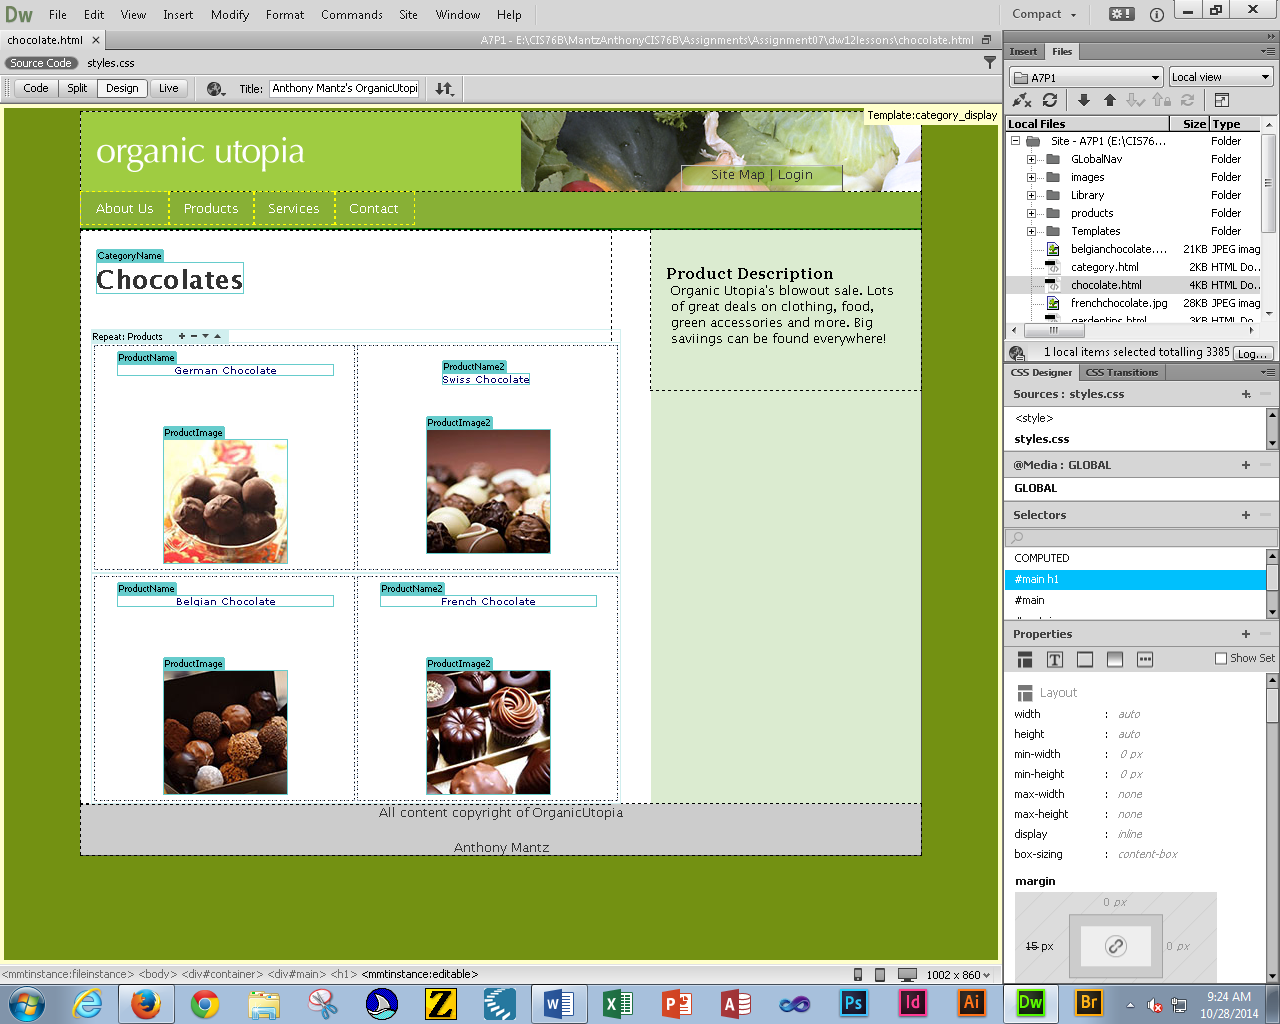 Dw File Edit View Insert Modify Format Commands Site Window Help Compact
chocolate.html A7P1 - E:\CIS76B\MantzAnthonyCIS76B\Assignments\Assignment07\dw12lessons\chocolate.html
Source Code styles.css
Code Split Design Live Title: Anthony Mantz's OrganicUtopi
Template:category_display
organic utopia
Site Map | Login
About Us Products Services Contact
CategoryName
Chocolates
Repeat: Products
ProductName
German Chocolate
ProductName2
Swiss Chocolate
ProductImage
ProductImage2
ProductName
Belgian Chocolate
ProductName2
French Chocolate
ProductImage
ProductImage2
Product Description
Organic Utopia's blowout sale. Lots
of great deals on clothing, food,
green accessories and more. Big
saviings can be found everywhere!
All content copyright of OrganicUtopia
Anthony Mantz
<mmtinstance:fileinstance> <body> <div#container> <div#main> <h1> <mmtinstance:editable>
1002 x 860
Insert Files
A7P1 Local view
Local Files Size Type
Site - A7P1 (E:\CIS76... Folder
GLobalNav Folder
images Folder
Library Folder
products Folder
Templates Folder
belgianchocolate.... 21KB JPEG imag
category.html 2KB HTML Do...
chocolate.html 4KB HTML Do...
frenchchocolate.jpg 28KB JPEG imag
gardentips.html 3KB HTML Do...
1 local items selected totalling 3385 Log...
CSS Designer CSS Transitions
Sources : styles.css
<style>
styles.css
@Media : GLOBAL
GLOBAL
Selectors
COMPUTED
#main h1
#main
Properties
Show Set
Layout
width : auto
height : auto
min-width : 0 px
min-height : 0 px
max-width : none
max-height : none
display : inline
box-sizing : content-box
margin
0 px
15 px
0 px
Z W X P A Ps Id Ai Dw Br
9:24 AM
10/28/2014